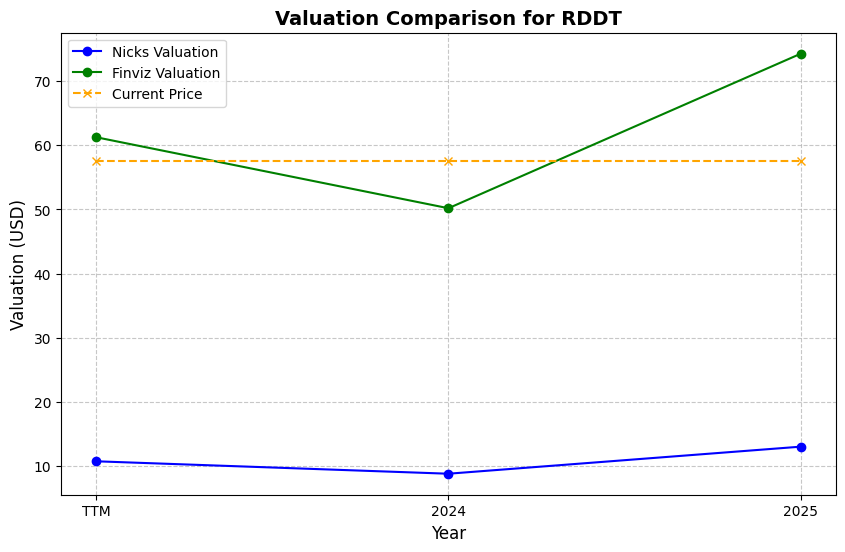 Valuation Comparison for RDDT
Nicks Valuation
Finviz Valuation
Current Price
Valuation (USD)
70
60
50
40
30
20
10
TTM 2024 2025
Year